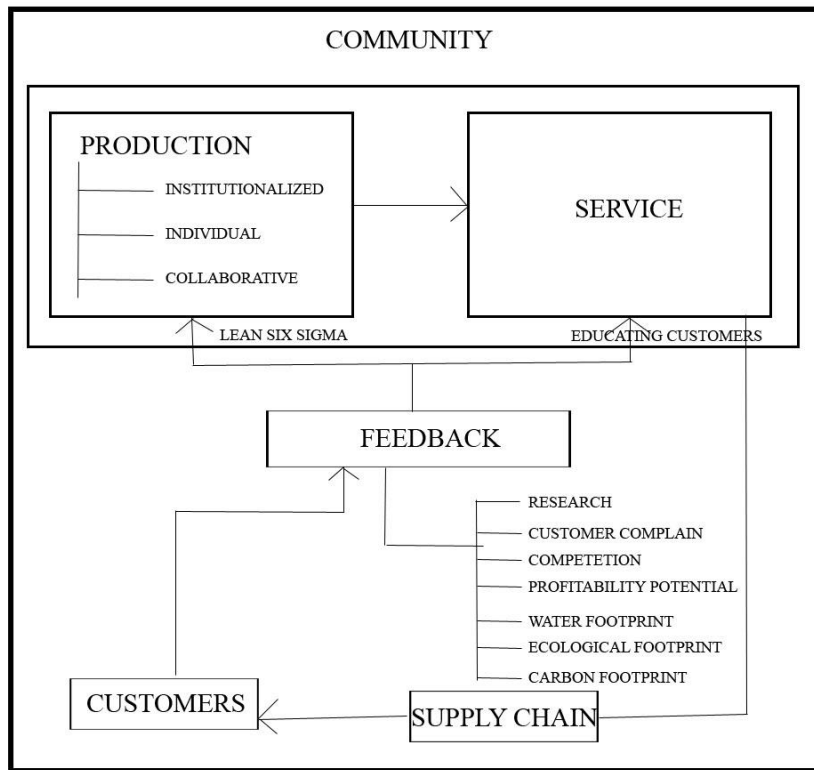 COMMUNITY
PRODUCTION
INSTITUTIONALIZED
INDIVIDUAL
COLLABORATIVE
SERVICE
LEAN SIX SIGMA
EDUCATING CUSTOMERS
FEEDBACK
RESEARCH
CUSTOMER COMPLAIN
COMPETETION
PROFITABILITY POTENTIAL
WATER FOOTPRINT
ECOLOGICAL FOOTPRINT
CARBON FOOTPRINT
CUSTOMERS
SUPPLY CHAIN